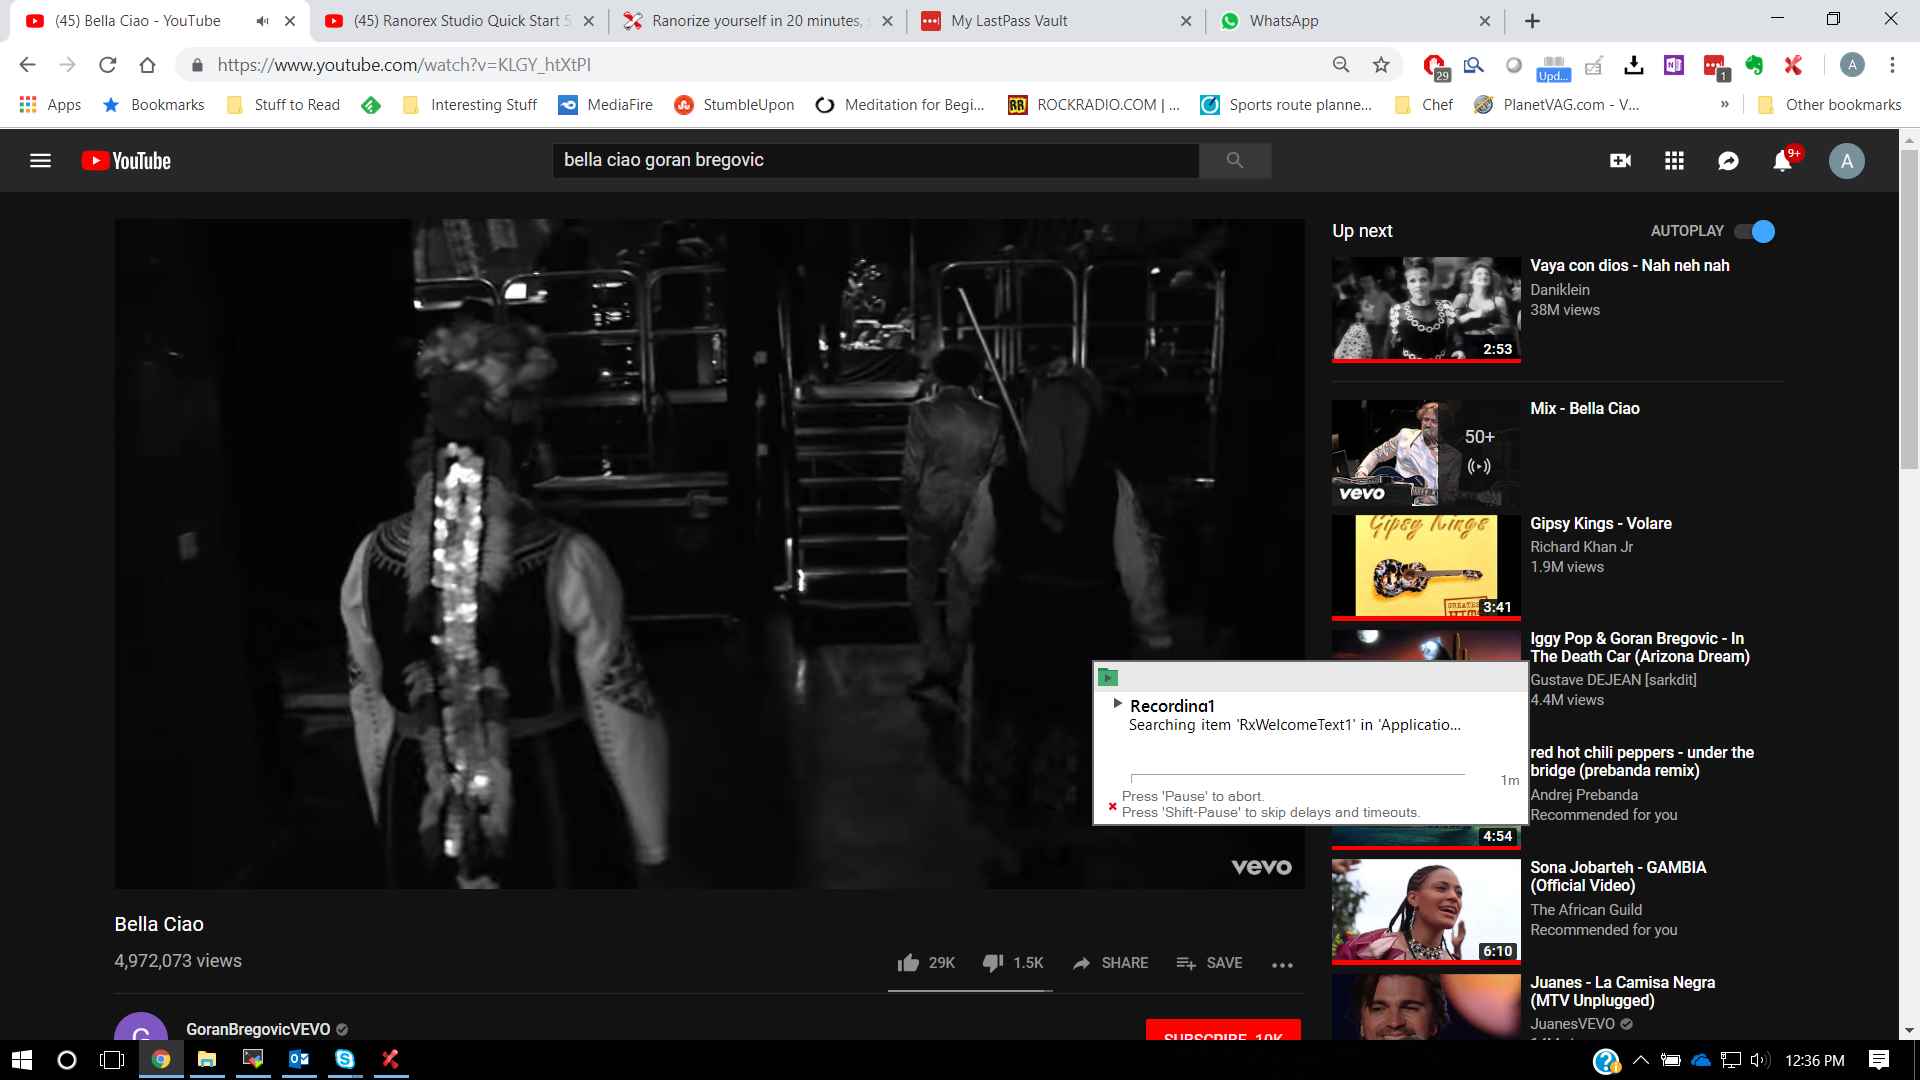 (45) Bella Ciao - YouTube
(45) Ranorex Studio Quick Start 5
Ranorize yourself in 20 minutes,
My LastPass Vault
WhatsApp
https://www.youtube.com/watch?v=KLGY_htXtPI
29
Upd...
1
A
Apps
Bookmarks
Stuff to Read
Interesting Stuff
MediaFire
StumbleUpon
Meditation for Begi...
ROCKRADIO.COM | ...
Sports route planne...
Chef
PlanetVAG.com - V...
»
Other bookmarks
YouTube
bella ciao goran bregovic
9+
A
Up next
AUTOPLAY
Vaya con dios - Nah neh nah
Daniklein
38M views
2:53
Mix - Bella Ciao
50+
vevo
Gipsy Kings
Gipsy Kings - Volare
Richard Khan Jr
1.9M views
3:41
Iggy Pop & Goran Bregovic - In
The Death Car (Arizona Dream)
Gustave DEJEAN [sarkdit]
4.4M views
Recording1
Searching item 'RxWelcomeText1' in 'Applicatio...
1m
Press 'Pause' to abort.
Press 'Shift-Pause' to skip delays and timeouts.
red hot chili peppers - under the
bridge (prebanda remix)
Andrej Prebanda
Recommended for you
4:54
vevo
Sona Jobarteh - GAMBIA
(Official Video)
The African Guild
Recommended for you
6:10
Bella Ciao
4,972,073 views
29K
1.5K
SHARE
SAVE
Juanes - La Camisa Negra
(MTV Unplugged)
JuanesVEVO
GoranBregovicVEVO
SUBSCRIBE 10K
12:36 PM